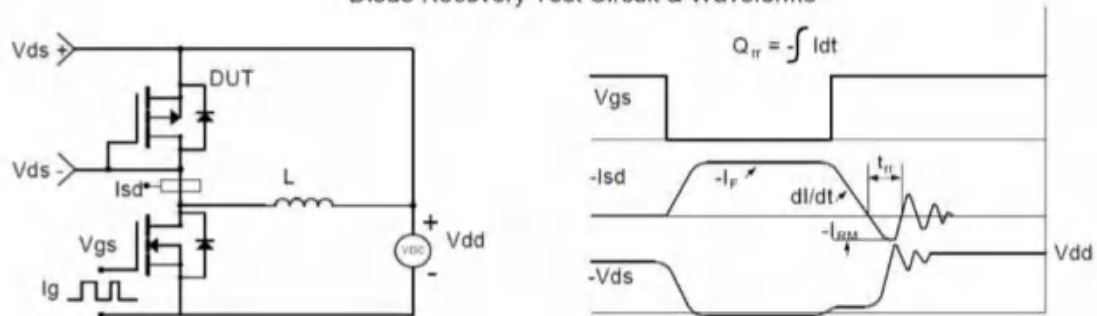 Diode Recovery Test Circuit & Waveforms
Vds +
DUT
Vds -
Isd
L
Vgs
Ig
+
VDC
-
Vdd
Qrr = -∫ Idt
Vgs
-Isd
-IF
dI/dt
trr
-IRM
Vdd
-Vds